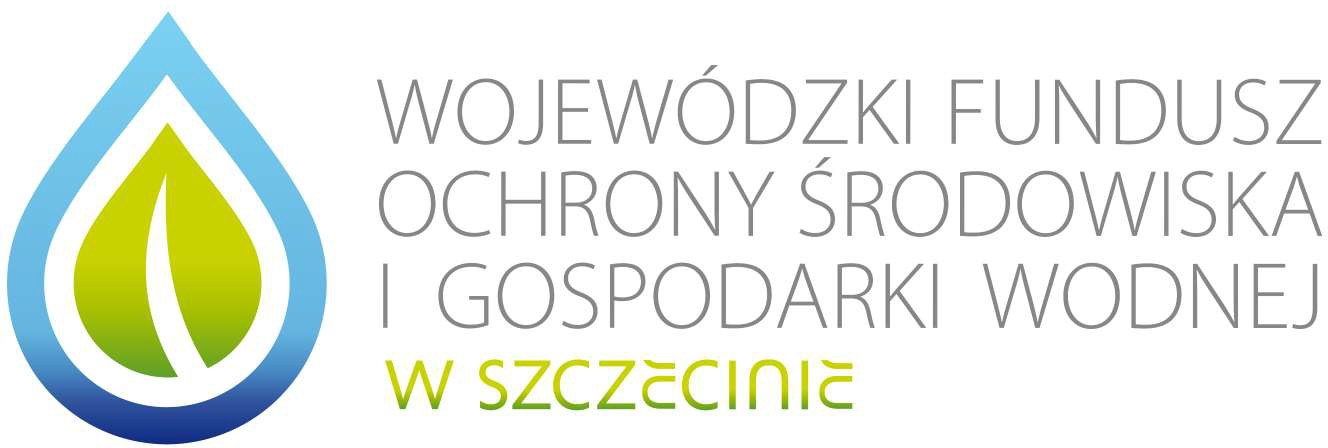 WOJEWÓDZKI FUNDUSZ
OCHRONY ŚRODOWISKA
I GOSPODARKI WODNEJ
W SZCZECINIE